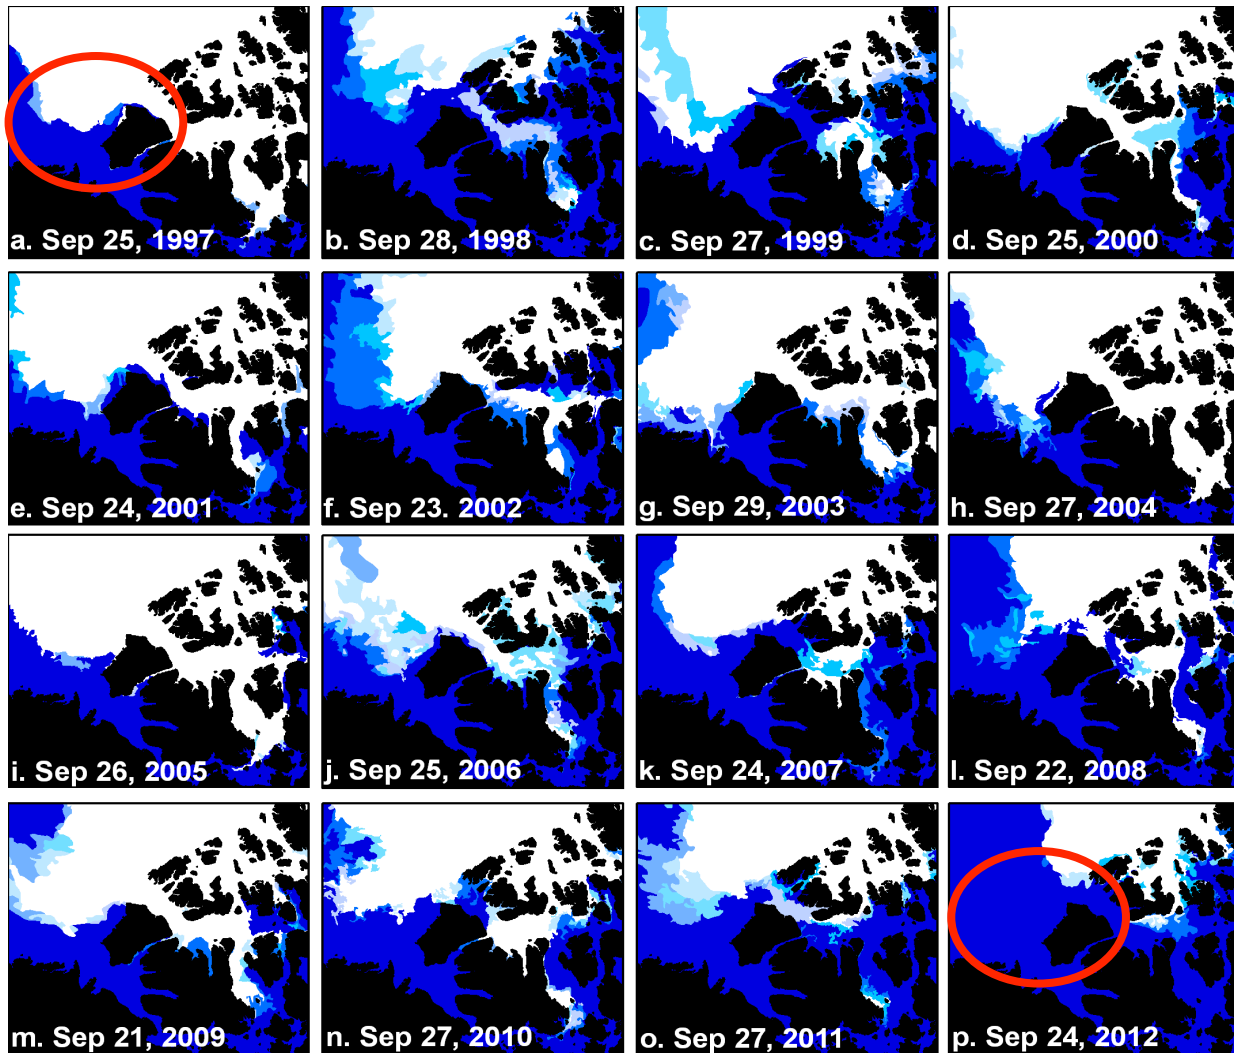 a. Sep 25, 1997
b. Sep 28, 1998
c. Sep 27, 1999
d. Sep 25, 2000
e. Sep 24, 2001
f. Sep 23. 2002
g. Sep 29, 2003
h. Sep 27, 2004
i. Sep 26, 2005
j. Sep 25, 2006
k. Sep 24, 2007
l. Sep 22, 2008
m. Sep 21, 2009
n. Sep 27, 2010
o. Sep 27, 2011
p. Sep 24, 2012